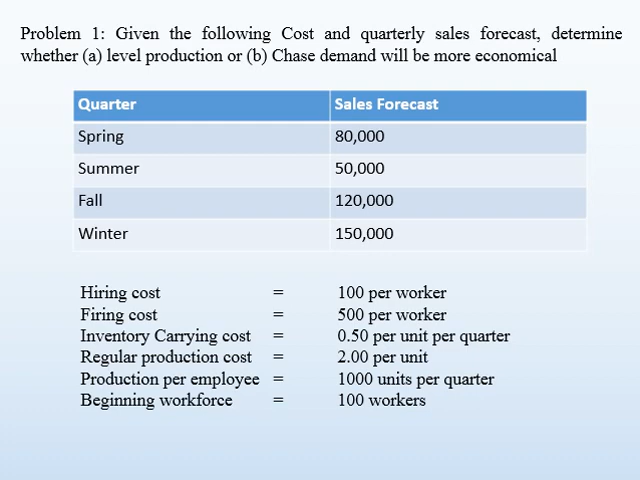 Problem 1: Given the following Cost and quarterly sales forecast, determine
whether (a) level production or (b) Chase demand will be more economical
Quarter Sales Forecast
Spring 80,000
Summer 50,000
Fall 120,000
Winter 150,000
Hiring cost = 100 per worker
Firing cost = 500 per worker
Inventory Carrying cost = 0.50 per unit per quarter
Regular production cost = 2.00 per unit
Production per employee = 1000 units per quarter
Beginning workforce = 100 workers